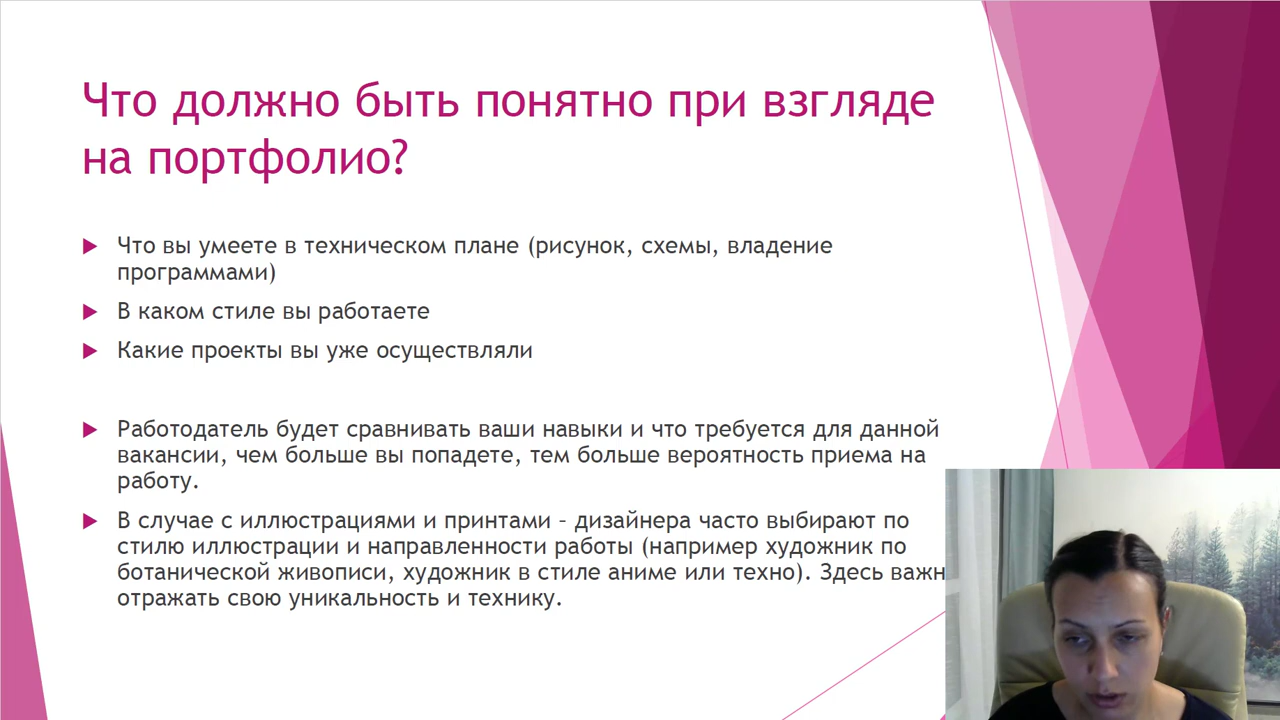 Что должно быть понятно при взгляде
на портфолио?
Что вы умеете в техническом плане (рисунок, схемы, владение
программами)
В каком стиле вы работаете
Какие проекты вы уже осуществляли
Работодатель будет сравнивать ваши навыки и что требуется для данной
вакансии, чем больше вы попадете, тем больше вероятность приема на
работу.
В случае с иллюстрациями и принтами – дизайнера часто выбирают по
стилю иллюстрации и направленности работы (например художник по
ботанической живописи, художник в стиле аниме или техно). Здесь важн
отражать свою уникальность и технику.